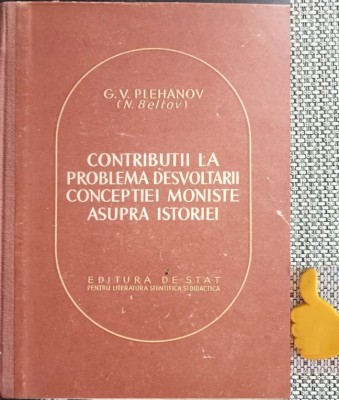 G. V. PLEHANOV
(N. Beltov)
CONTRIBUTII LA
PROBLEMA DESVOLTARII
CONCEPTIEI MONISTE
ASUPRA ISTORIEI
EDITURA DE STAT
PENTRU LITERATURA STIINTIFICA SI DIDACTICA